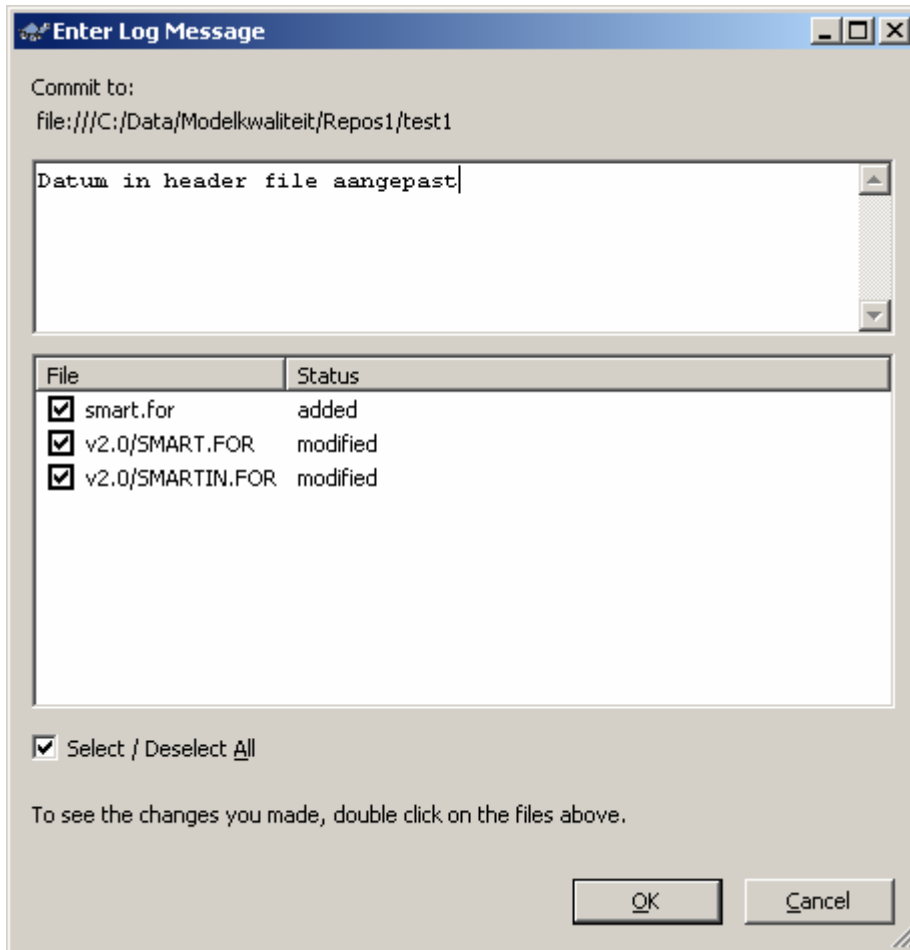 Enter Log Message
Commit to:
file:///C:/Data/Modelkwaliteit/Repos1/test1
Datum in header file aangepast
File Status
smart.for added
v2.0/SMART.FOR modified
v2.0/SMARTIN.FOR modified
Select / Deselect All
To see the changes you made, double click on the files above.
OK Cancel